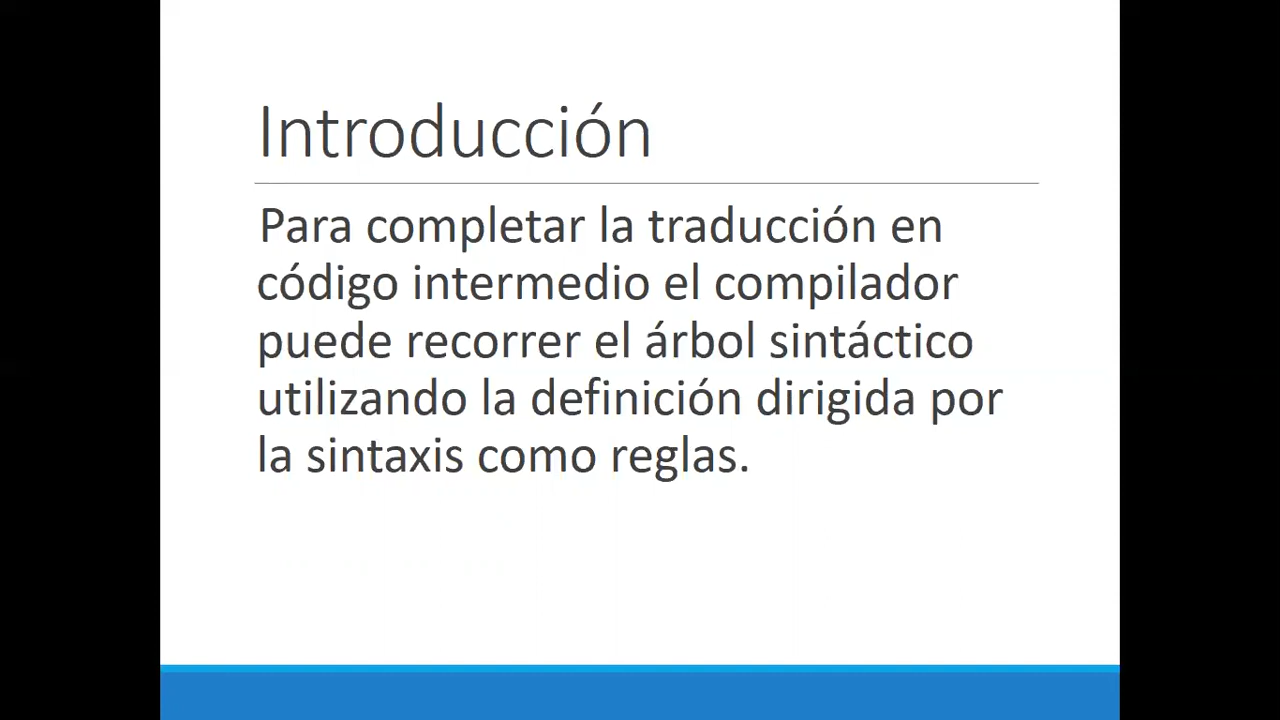 Introducción
Para completar la traducción en
código intermedio el compilador
puede recorrer el árbol sintáctico
utilizando la definición dirigida por
la sintaxis como reglas.